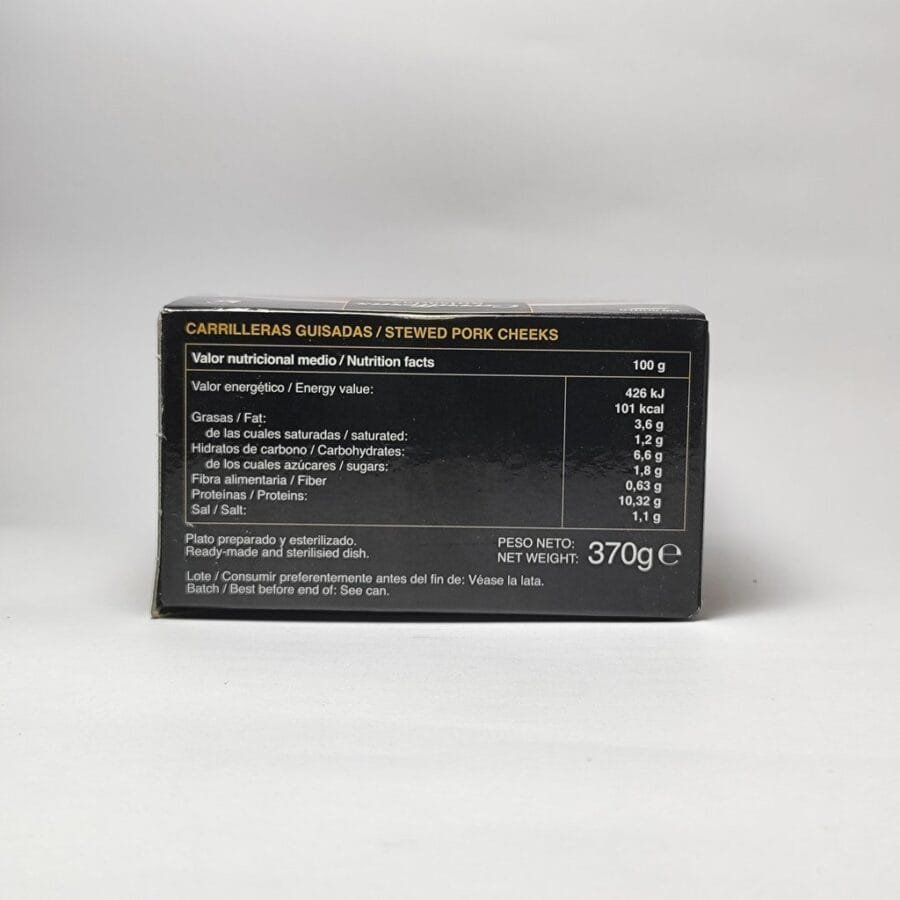 CARRILLERAS GUISADAS / STEWED PORK CHEEKS
Valor nutricional medio / Nutrition facts 100 g
Valor energético / Energy value: 426 kJ
101 kcal
Grasas / Fat: 3,6 g
de las cuales saturadas / saturated: 1,2 g
Hidratos de carbono / Carbohydrates: 6,6 g
de los cuales azúcares / sugars: 1,8 g
Fibra alimentaria / Fiber 0,63 g
Proteínas / Proteins: 10,32 g
Sal / Salt: 1,1 g
Plato preparado y esterilizado.
Ready-made and sterilisied dish.
PESO NETO:
NET WEIGHT: 370g ℮
Lote / Consumir preferentemente antes del fin de: Véase la lata.
Batch / Best before end of: See can.